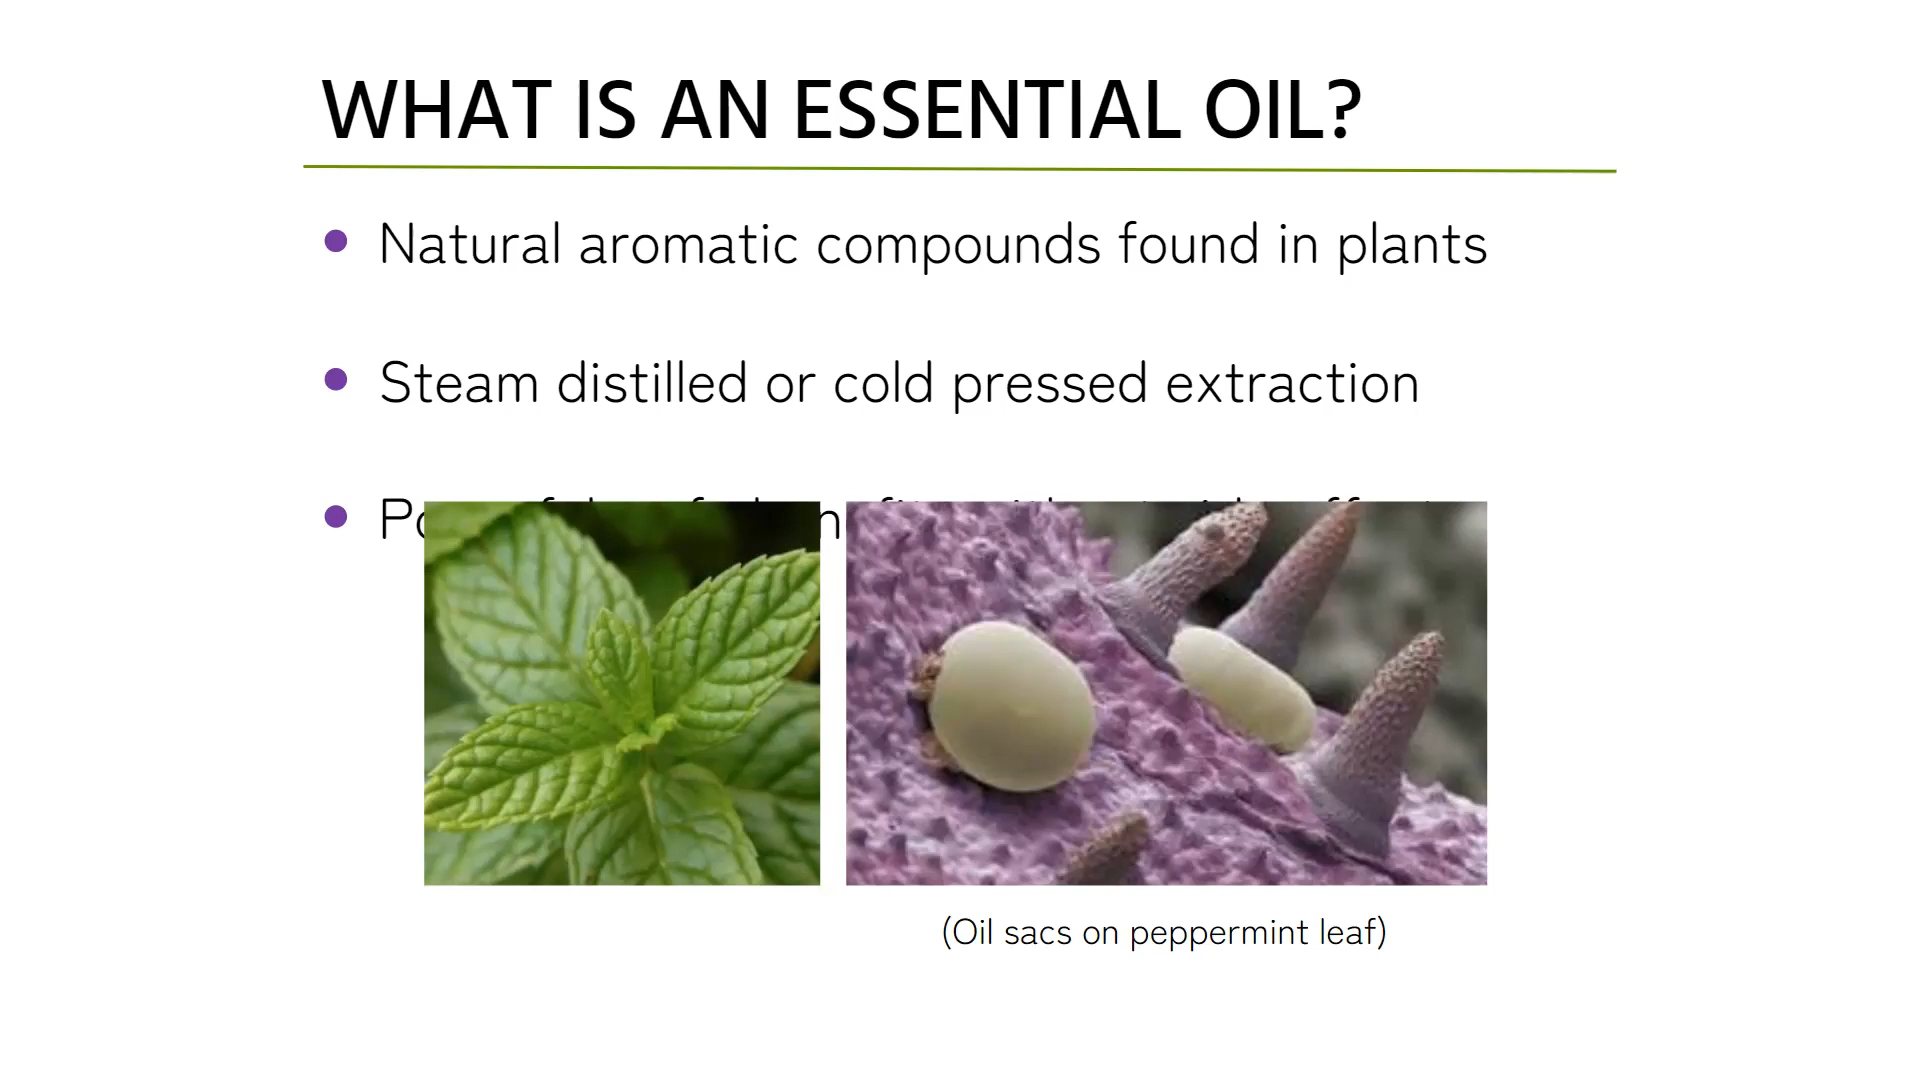 WHAT IS AN ESSENTIAL OIL?
Natural aromatic compounds found in plants
Steam distilled or cold pressed extraction
(Oil sacs on peppermint leaf)